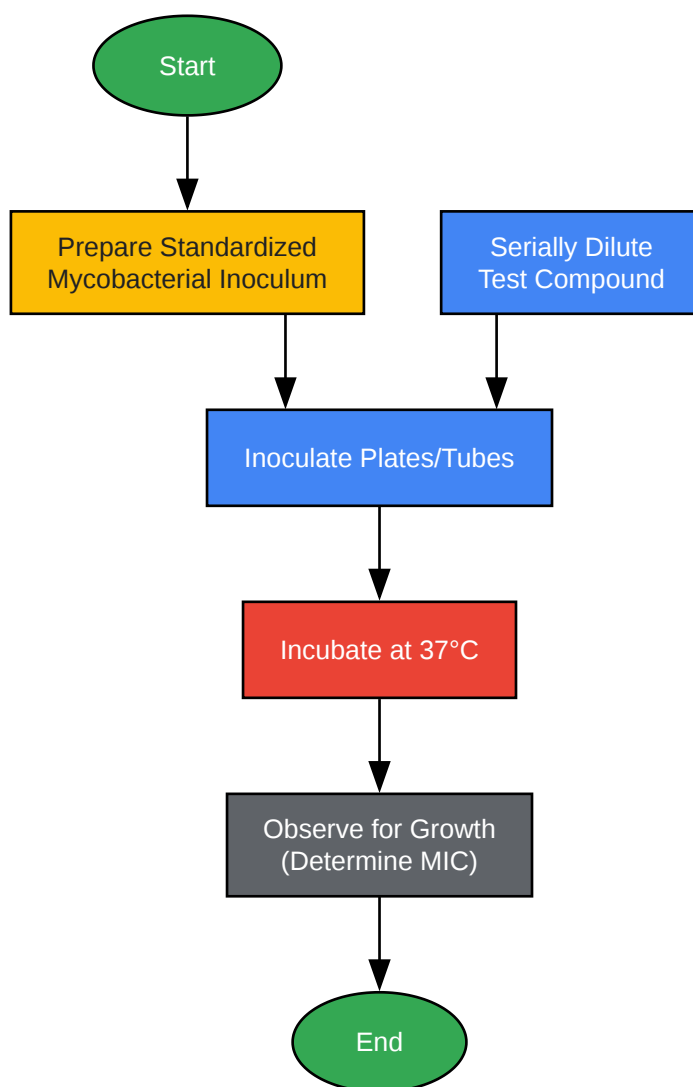 Start
Prepare Standardized
Mycobacterial Inoculum
Serially Dilute
Test Compound
Inoculate Plates/Tubes
Incubate at 37°C
Observe for Growth
(Determine MIC)
End